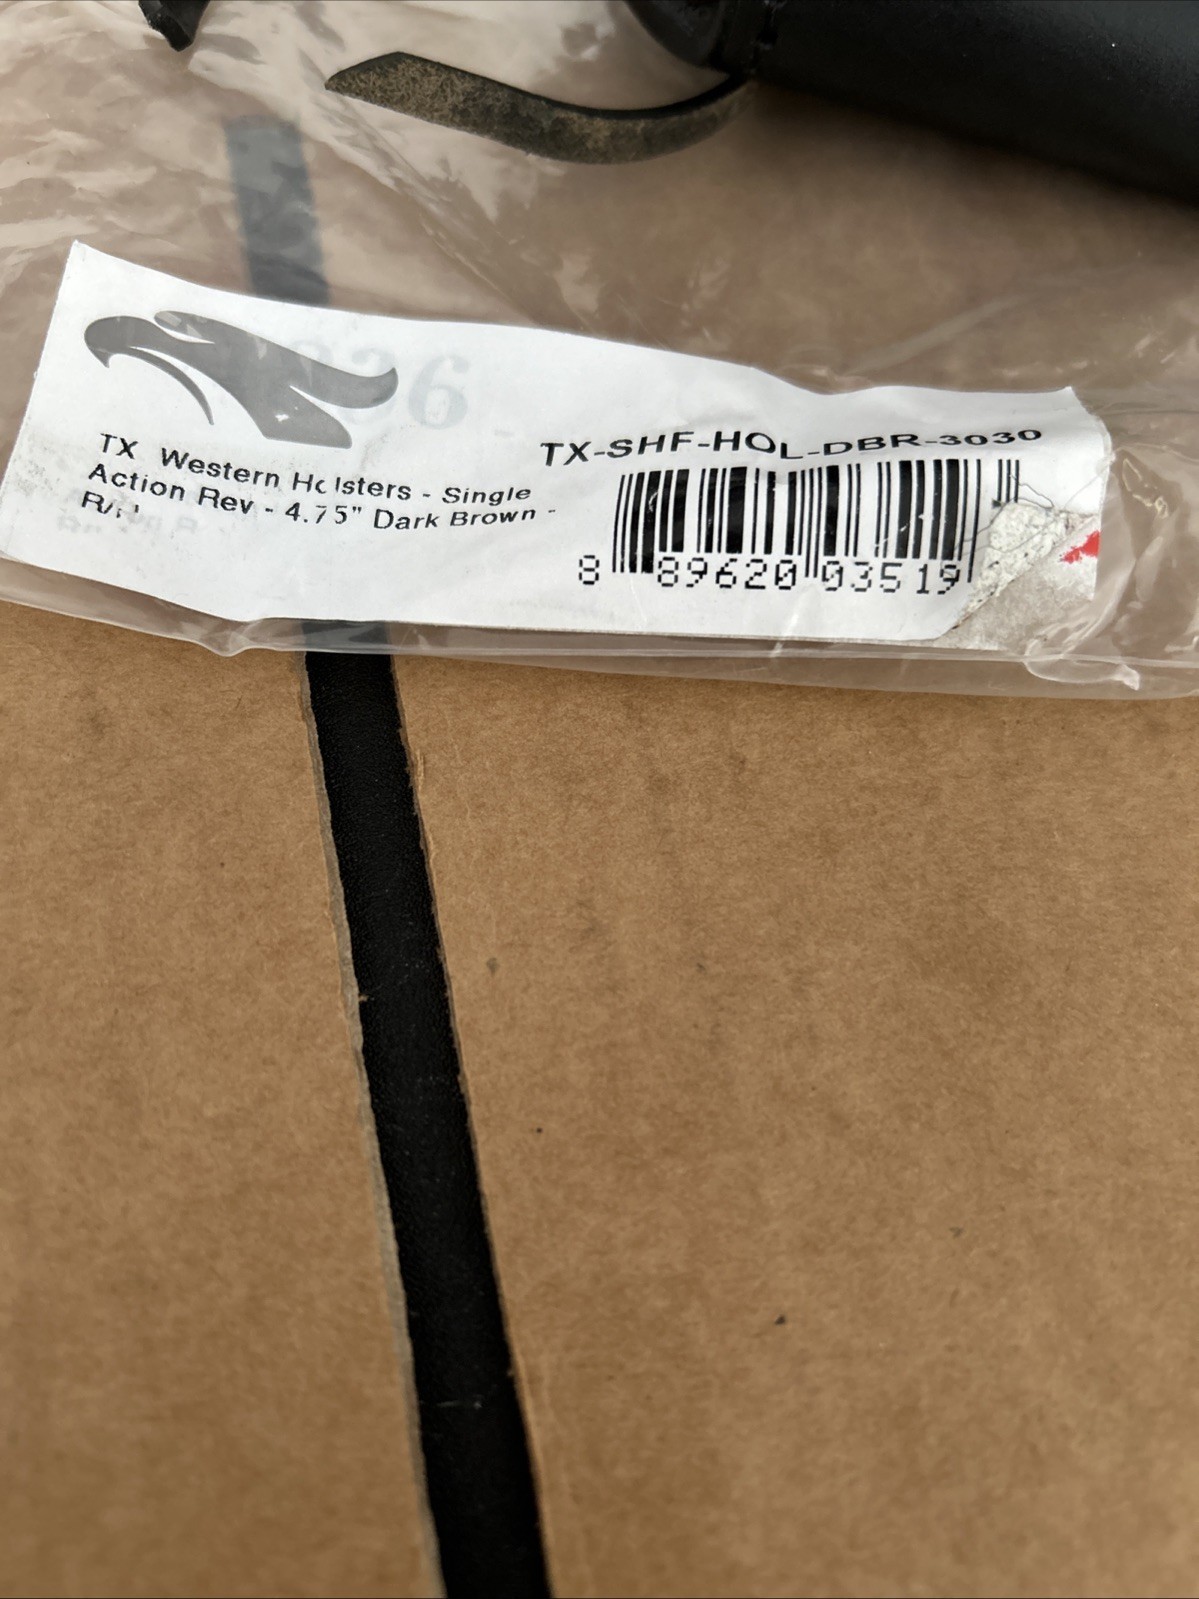 TX Western Holsters - Single
Action Rev - 4.75" Dark Brown -
TX-SHF-HOL-DBR-3030
8 89620 03519